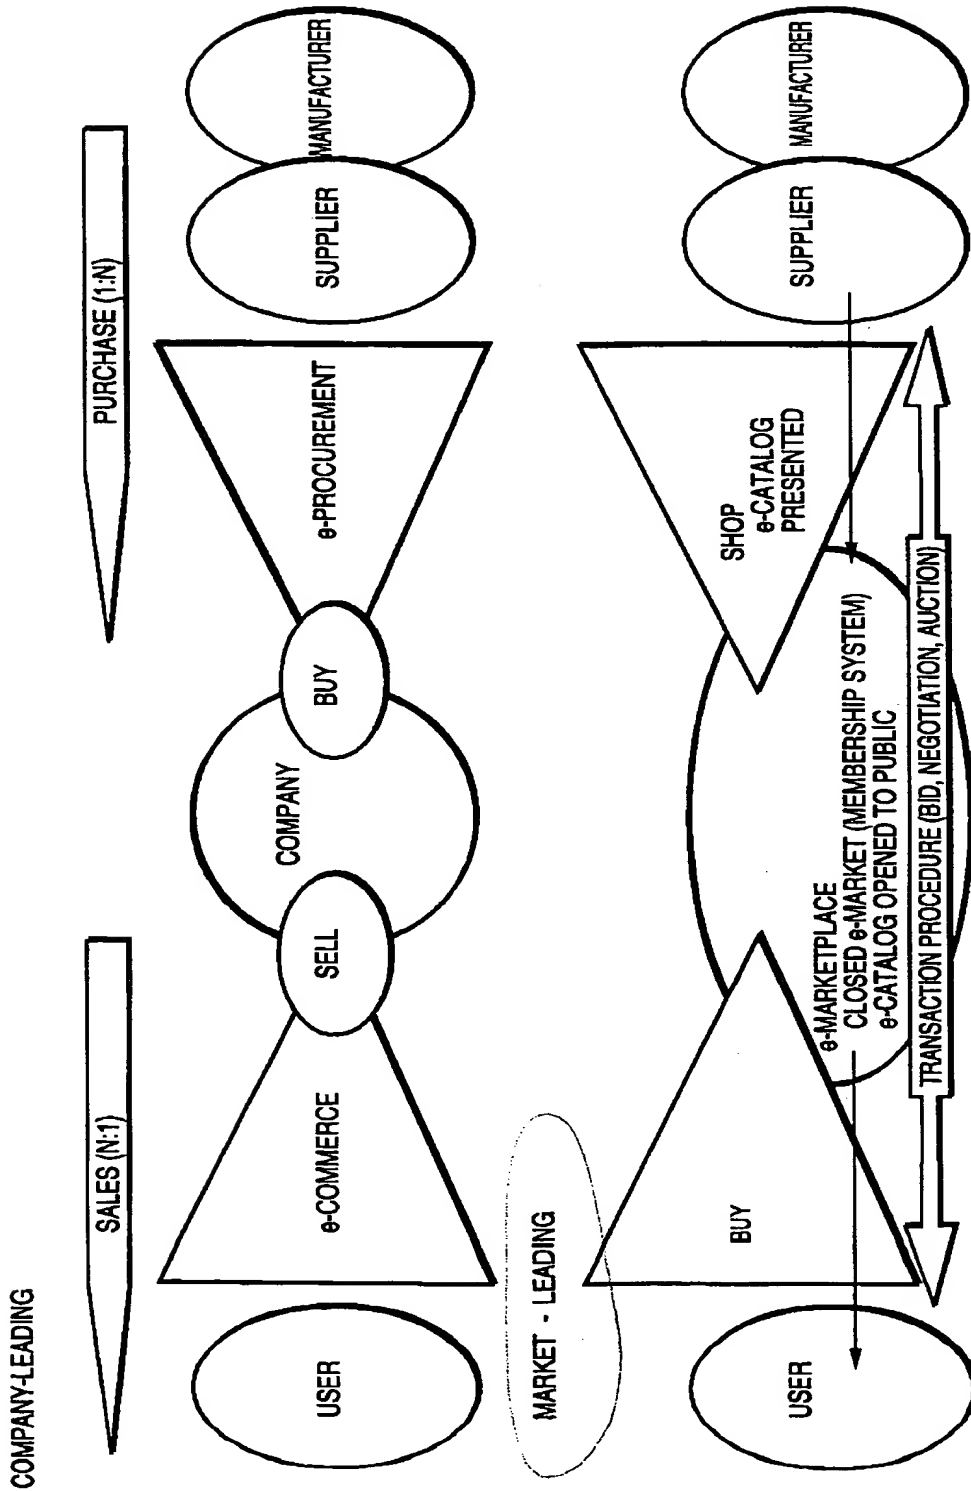 COMPANY-LEADING
SALES (N:1)
PURCHASE (1:N)
USER
e-COMMERCE
SELL
COMPANY
BUY
e-PROCUREMENT
SUPPLIER
MANUFACTURER
MARKET - LEADING
USER
BUY
e-MARKETPLACE
CLOSED e-MARKET (MEMBERSHIP SYSTEM)
e-CATALOG OPENED TO PUBLIC
SHOP
e-CATALOG
PRESENTED
SUPPLIER
MANUFACTURER
TRANSACTION PROCEDURE (BID, NEGOTIATION, AUCTION)